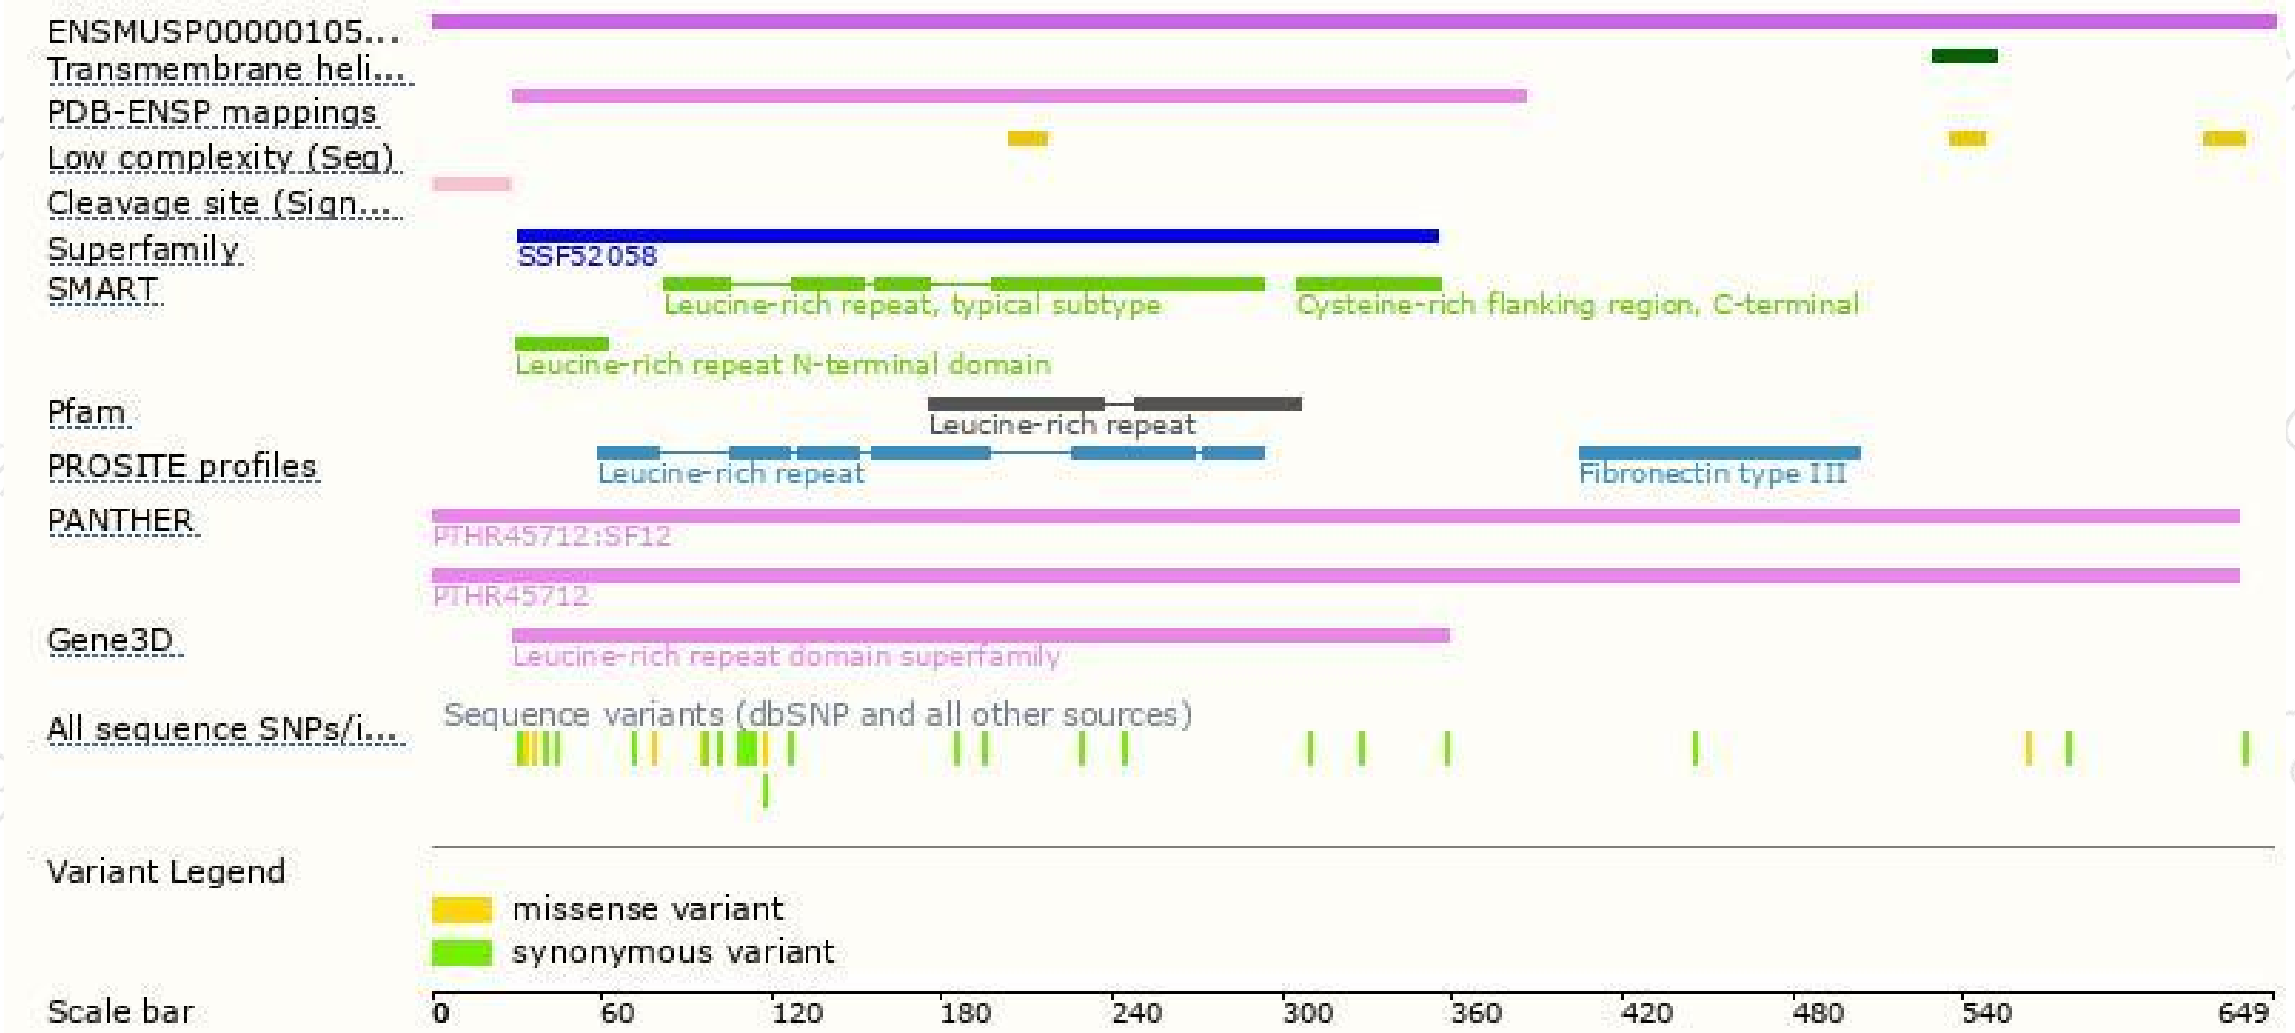 ENSMUSP00000105...
Transmembrane heli...
PDB-ENSP mappings
Low complexity (Seg)
Cleavage site (Sign...
Superfamily
SSF52058
SMART
Leucine-rich repeat, typical subtype
Cysteine-rich flanking region, C-terminal
Leucine-rich repeat N-terminal domain
Pfam
Leucine-rich repeat
PROSITE profiles
Leucine-rich repeat
Fibronectin type III
PANTHER
PTHR45712:SF12
PTHR45712
Gene3D
Leucine-rich repeat domain superfamily
All sequence SNPs/i...
Sequence variants (dbSNP and all other sources)
Variant Legend
missense variant
synonymous variant
Scale bar
0 60 120 180 240 300 360 420 480 540 649